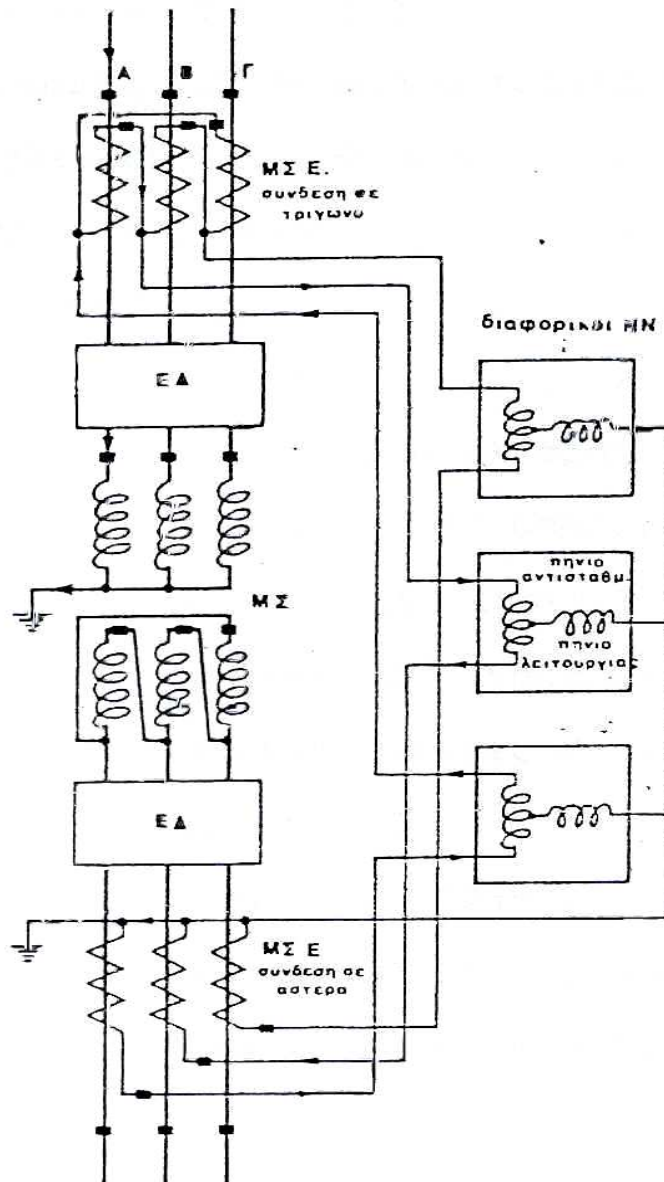 Α Β Γ
ΜΣ Ε.
συνδεση σε
τριγωνο
διαφορικοι ΗΝ
ΕΔ
πηνιο
αντισταθμ.
ΜΣ
πηνιο
λειτουργιας
ΕΔ
ΜΣ Ε
συνδεση σε
αστερα